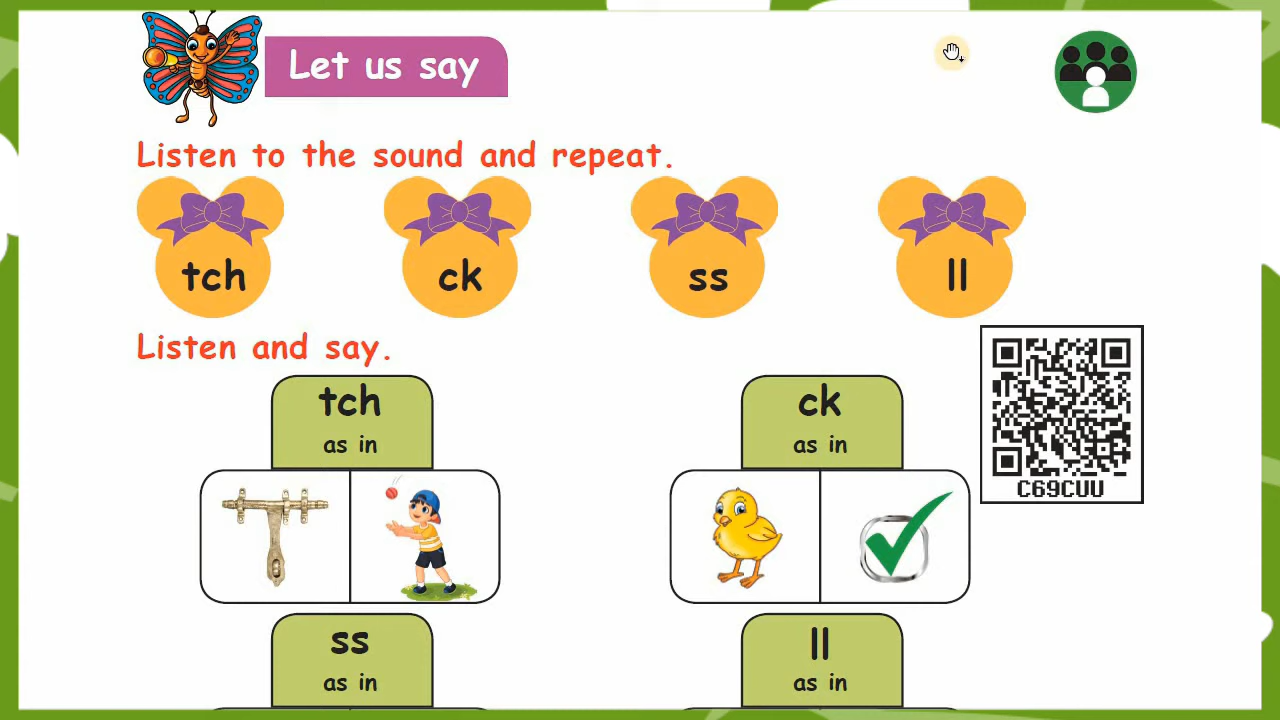 Let us say
Listen to the sound and repeat.
tch ck ss ll
Listen and say.
tch ck
as in as in
C69CUU
ss ll
as in as in